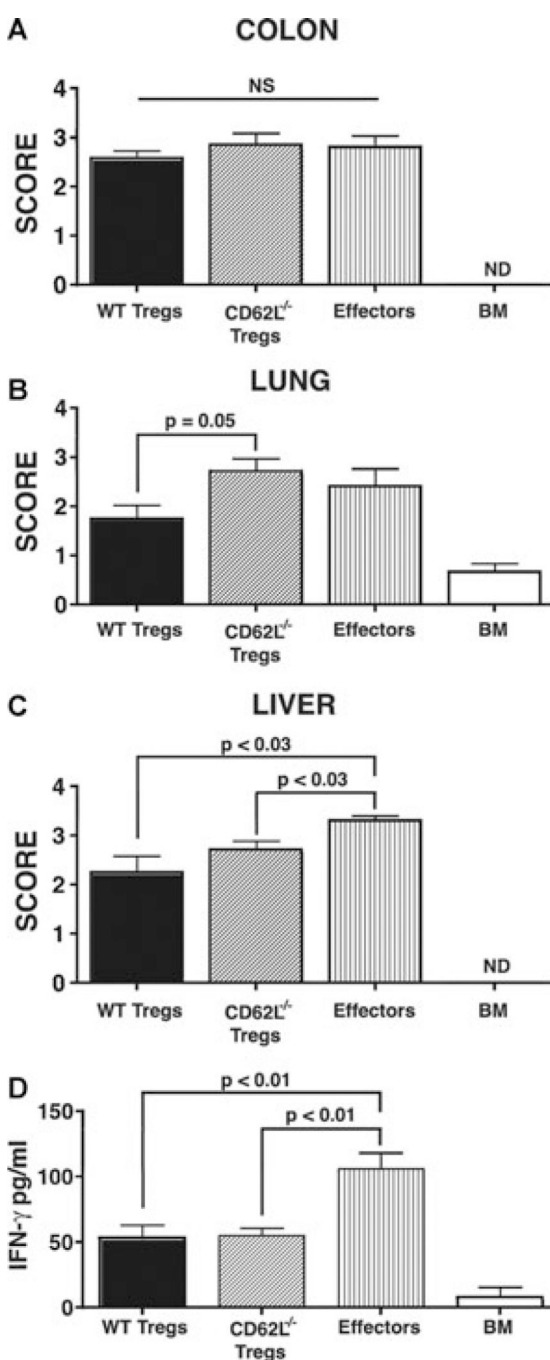 A
COLON
NS
4
3
2
1
0
SCORE
ND
WT Tregs
CD62L-/- Tregs
Effectors
BM
B
LUNG
p = 0.05
4
3
2
1
0
SCORE
WT Tregs
CD62L-/- Tregs
Effectors
BM
C
LIVER
p < 0.03
p < 0.03
4
3
2
1
0
SCORE
ND
WT Tregs
CD62L-/- Tregs
Effectors
BM
D
p < 0.01
p < 0.01
150
100
50
0
IFN-γ pg/ml
WT Tregs
CD62L-/- Tregs
Effectors
BM